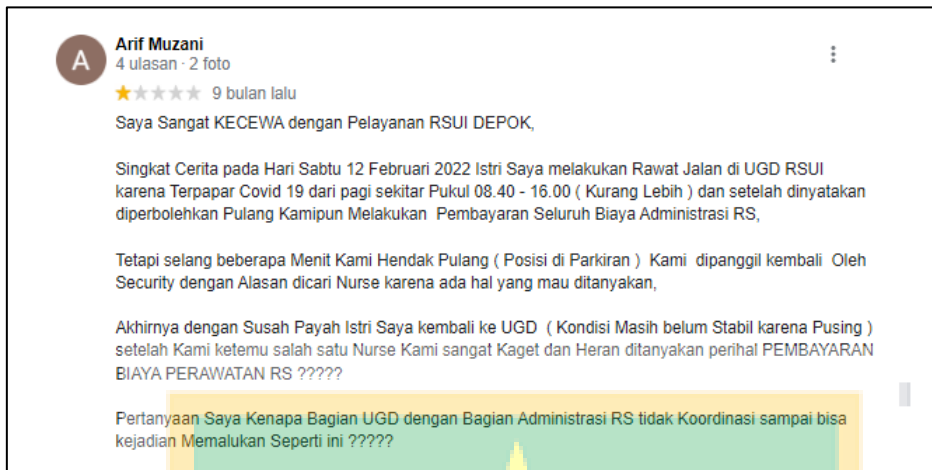 A
Arif Muzani
4 ulasan · 2 foto
9 bulan lalu
Saya Sangat KECEWA dengan Pelayanan RSUI DEPOK,
Singkat Cerita pada Hari Sabtu 12 Februari 2022 Istri Saya melakukan Rawat Jalan di UGD RSUI
karena Terpapar Covid 19 dari pagi sekitar Pukul 08.40 - 16.00 ( Kurang Lebih ) dan setelah dinyatakan
diperbolehkan Pulang Kamipun Melakukan Pembayaran Seluruh Biaya Administrasi RS,
Tetapi selang beberapa Menit Kami Hendak Pulang ( Posisi di Parkiran ) Kami dipanggil kembali Oleh
Security dengan Alasan dicari Nurse karena ada hal yang mau ditanyakan,
Akhirnya dengan Susah Payah Istri Saya kembali ke UGD ( Kondisi Masih belum Stabil karena Pusing )
setelah Kami ketemu salah satu Nurse Kami sangat Kaget dan Heran ditanyakan perihal PEMBAYARAN
BIAYA PERAWATAN RS ?????
Pertanyaan Saya Kenapa Bagian UGD dengan Bagian Administrasi RS tidak Koordinasi sampai bisa
kejadian Memalukan Seperti ini ?????